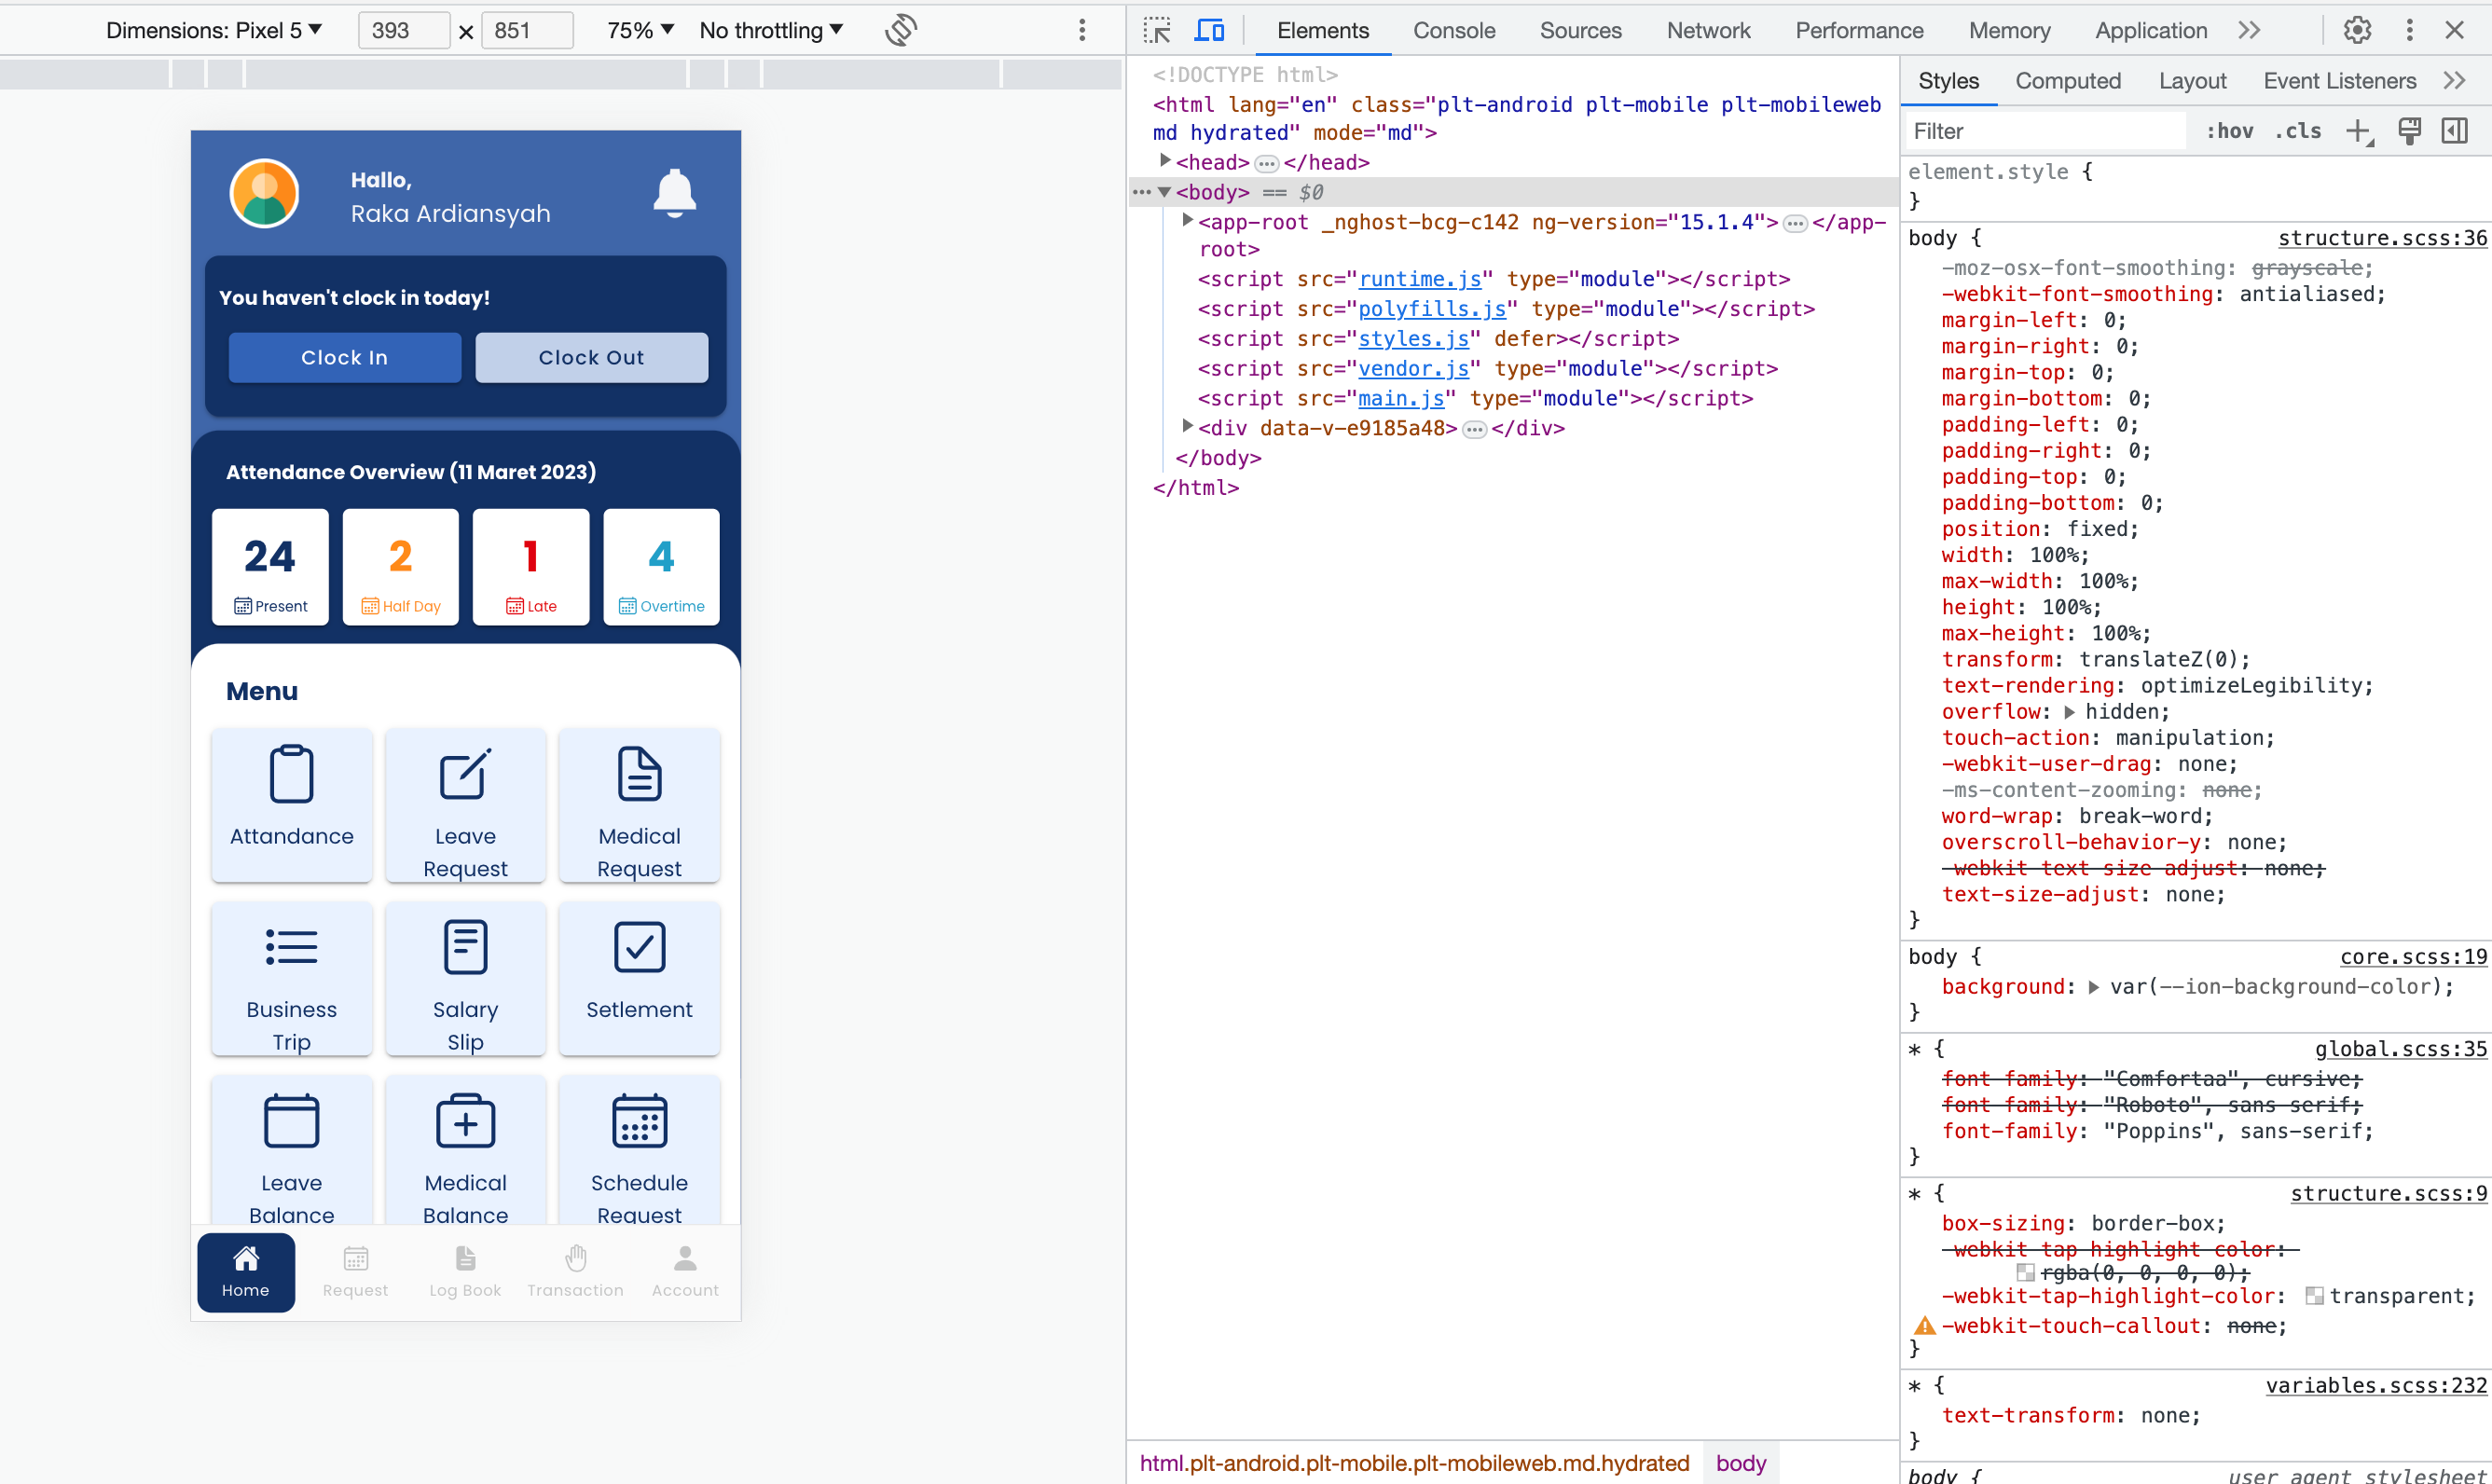 Dimensions: Pixel 5 ▼ 393 × 851 75% ▼ No throttling ▼
Elements Console Sources Network Performance Memory Application
Hallo,
Raka Ardiansyah
You haven't clock in today!
Clock In Clock Out
Attendance Overview (11 Maret 2023)
24 2 1 4
Present Half Day Late Overtime
Menu
Attandance
Leave
Request
Medical
Request
Business
Trip
Salary
Slip
Setlement
Leave
Balance
Medical
Balance
Schedule
Request
Home Request Log Book Transaction Account
<!DOCTYPE html>
<html lang="en" class="plt-android plt-mobile plt-mobileweb
md hydrated" mode="md">
<head> ••• </head>
••• <body> == $0
<app-root _nghost-bcg-c142 ng-version="15.1.4"> ••• </app-
root>
<script src="runtime.js" type="module"></script>
<script src="polyfills.js" type="module"></script>
<script src="styles.js" defer></script>
<script src="vendor.js" type="module"></script>
<script src="main.js" type="module"></script>
<div data-v-e9185a48> ••• </div>
</body>
</html>
html.plt-android.plt-mobile.plt-mobileweb.md.hydrated body
Styles Computed Layout Event Listeners
Filter :hov .cls
element.style {
}
body { structure.scss:36
-moz-osx-font-smoothing: grayscale;
-webkit-font-smoothing: antialiased;
margin-left: 0;
margin-right: 0;
margin-top: 0;
margin-bottom: 0;
padding-left: 0;
padding-right: 0;
padding-top: 0;
padding-bottom: 0;
position: fixed;
width: 100%;
max-width: 100%;
height: 100%;
max-height: 100%;
transform: translateZ(0);
text-rendering: optimizeLegibility;
overflow: hidden;
touch-action: manipulation;
-webkit-user-drag: none;
-ms-content-zooming: none;
word-wrap: break-word;
overscroll-behavior-y: none;
-webkit-text-size-adjust: none;
text-size-adjust: none;
}
body { core.scss:19
background: var(--ion-background-color);
}
* { global.scss:35
font-family: "Comfortaa", cursive;
font-family: "Roboto", sans-serif;
font-family: "Poppins", sans-serif;
}
* { structure.scss:9
box-sizing: border-box;
-webkit-tap-highlight-color:
rgba(0, 0, 0, 0);
-webkit-tap-highlight-color: transparent;
-webkit-touch-callout: none;
}
* { variables.scss:232
text-transform: none;
}
body { user agent stylesheet